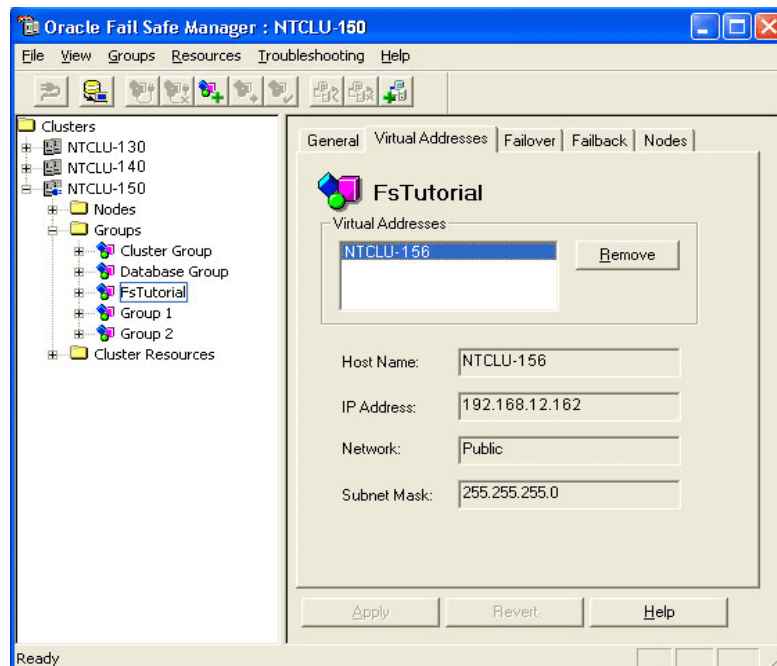 Oracle Fail Safe Manager : NTCLU-150
File View Groups Resources Troubleshooting Help
Clusters
NTCLU-130
NTCLU-140
NTCLU-150
Nodes
Groups
Cluster Group
Database Group
FsTutorial
Group 1
Group 2
Cluster Resources
General Virtual Addresses Failover Failback Nodes
FsTutorial
Virtual Addresses
NTCLU-156
Remove
Host Name: NTCLU-156
IP Address: 192.168.12.162
Network: Public
Subnet Mask: 255.255.255.0
Apply Revert Help
Ready